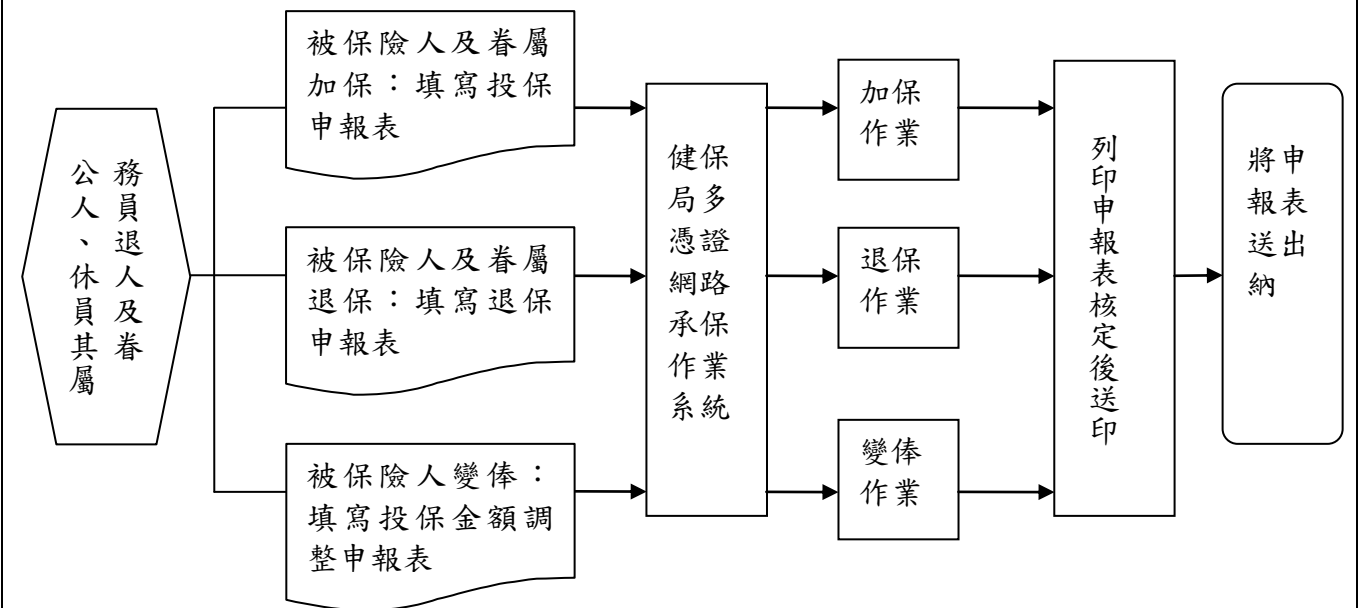 公務
人員
、退
休人
員及
其眷
屬
被保險人及眷屬
加保：填寫投保
申報表
被保險人及眷屬
退保：填寫退保
申報表
被保險人變俸：
填寫投保金額調
整申報表
健保
局多
憑證
網路
承保
作業
系統
加保
作業
退保
作業
變俸
作業
列印申報表核定後送印
將申
報表
送出
納